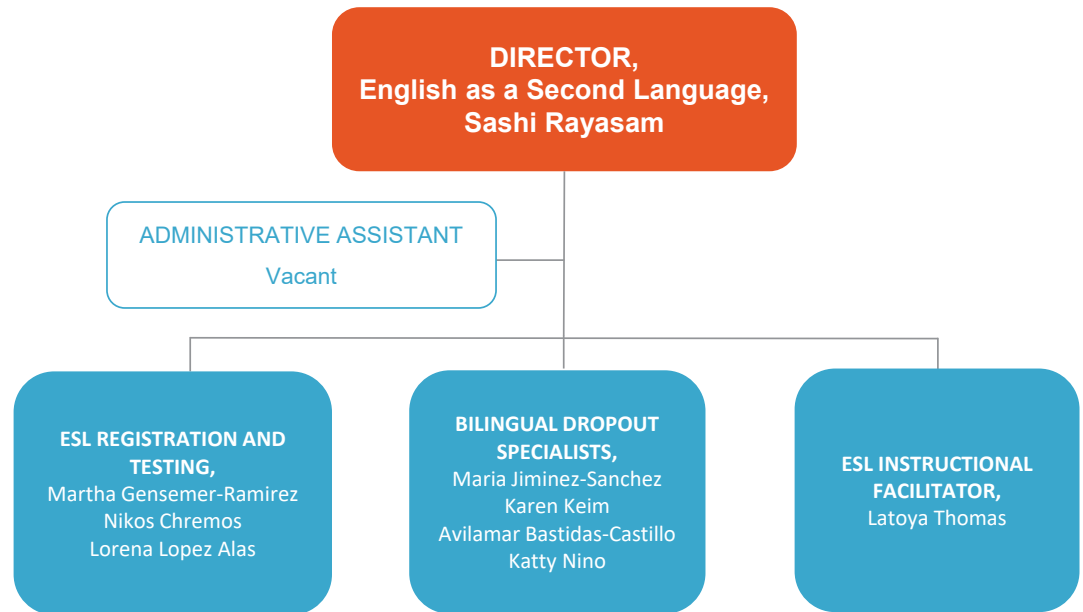 DIRECTOR,
English as a Second Language,
Sashi Rayasam
ADMINISTRATIVE ASSISTANT
Vacant
ESL REGISTRATION AND
TESTING,
Martha Gensemer-Ramirez
Nikos Chremos
Lorena Lopez Alas
BILINGUAL DROPOUT
SPECIALISTS,
Maria Jiminez-Sanchez
Karen Keim
Avilamar Bastidas-Castillo
Katty Nino
ESL INSTRUCTIONAL
FACILITATOR,
Latoya Thomas